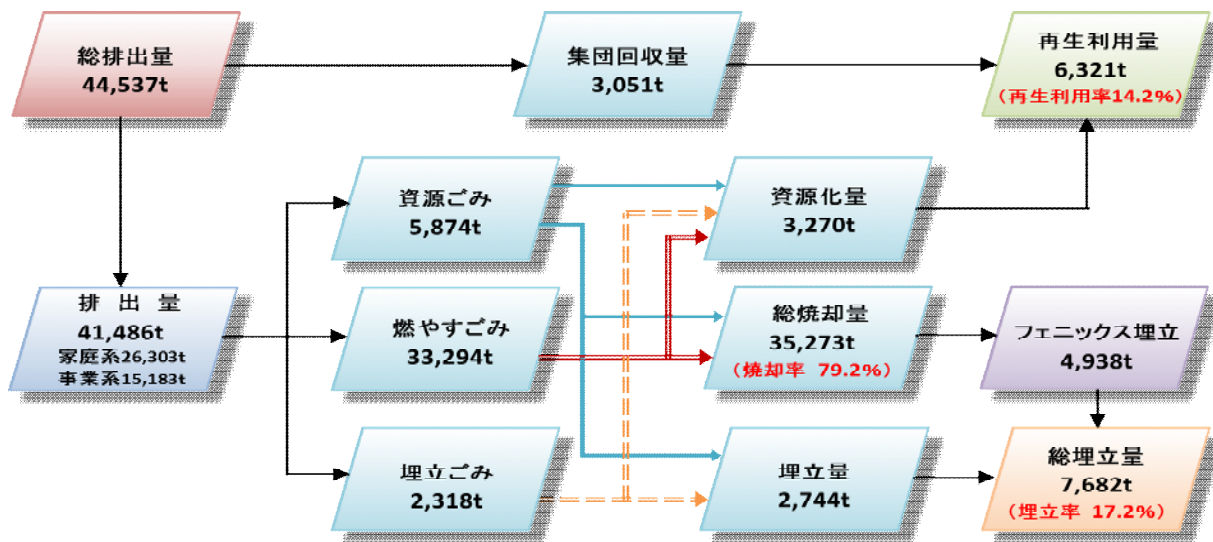 総排出量
44,537t
集団回収量
3,051t
再生利用量
6,321t
(再生利用率14.2%)
資源ごみ
5,874t
資源化量
3,270t
排 出 量
41,486t
家庭系26,303t
事業系15,183t
燃やすごみ
33,294t
総焼却量
35,273t
(焼却率 79.2%)
フェニックス埋立
4,938t
埋立ごみ
2,318t
埋立量
2,744t
総埋立量
7,682t
(埋立率 17.2%)